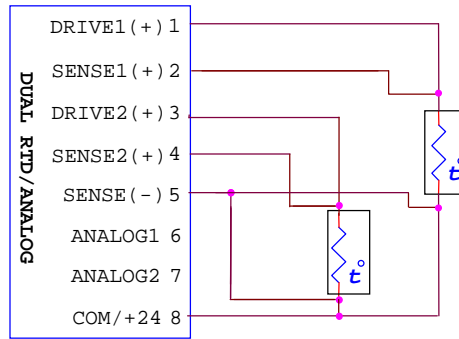 DUAL RTD/ANALOG
DRIVE1(+) 1
SENSE1(+) 2
DRIVE2(+) 3
SENSE2(+) 4
SENSE(-) 5
ANALOG1 6
ANALOG2 7
COM/+24 8
t°
t°